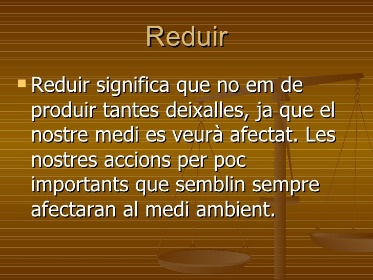 Reduir
Reduir significa que no em de
produir tantes deixalles, ja que el
nostre medi es veurà afectat. Les
nostres accions per poc
importants que semblin sempre
afectaran al medi ambient.